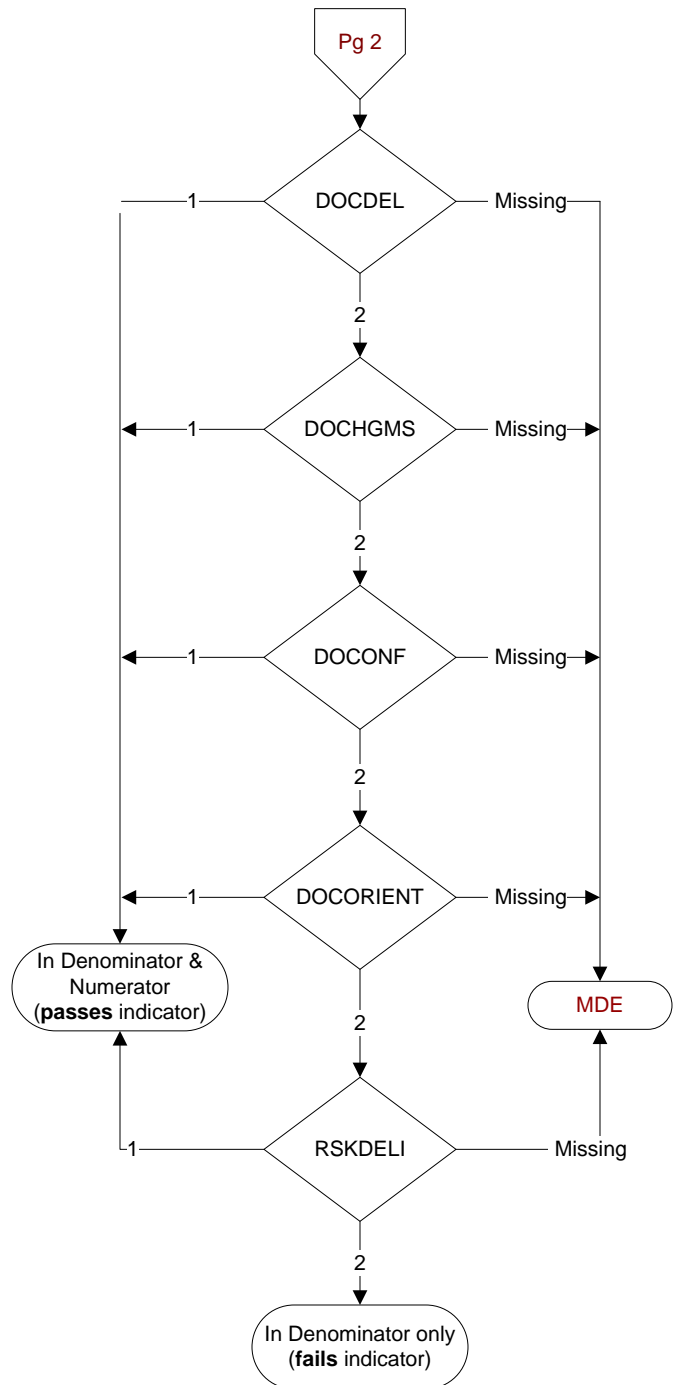 Pg 2
1 DOCDEL Missing
2
1 DOCHGMS Missing
2
1 DOCONF Missing
2
1 DOCORIENT Missing
In Denominator &
Numerator
(passes indicator)
MDE
2
1 RSKDELI Missing
2
In Denominator only
(fails indicator)